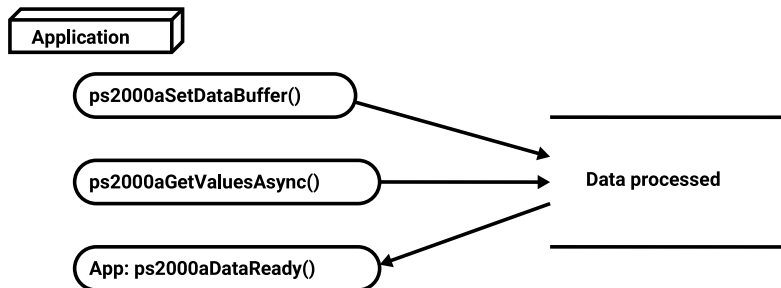 Application
ps2000aSetDataBuffer()
ps2000aGetValuesAsync()
Data processed
App: ps2000aDataReady()